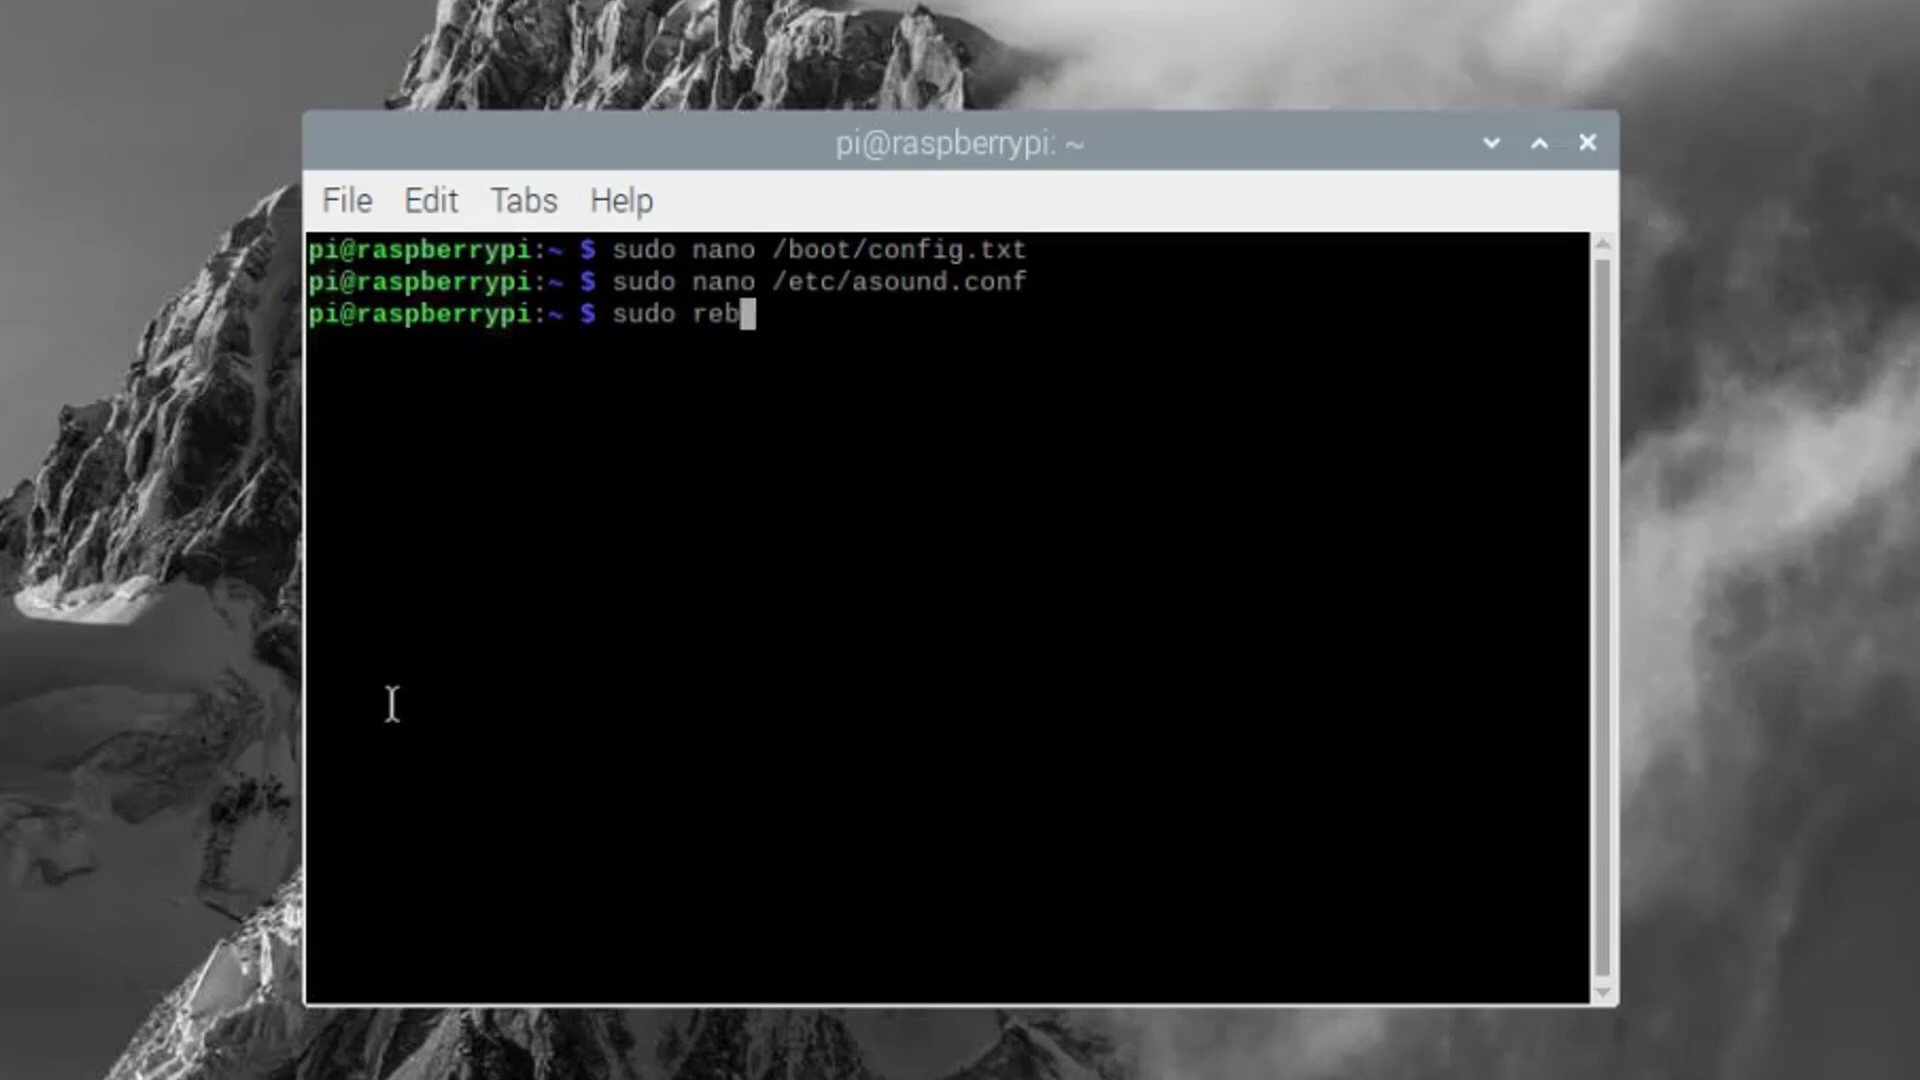 pi@raspberrypi: ~
File Edit Tabs Help
pi@raspberrypi:~ $ sudo nano /boot/config.txt
pi@raspberrypi:~ $ sudo nano /etc/asound.conf
pi@raspberrypi:~ $ sudo reb